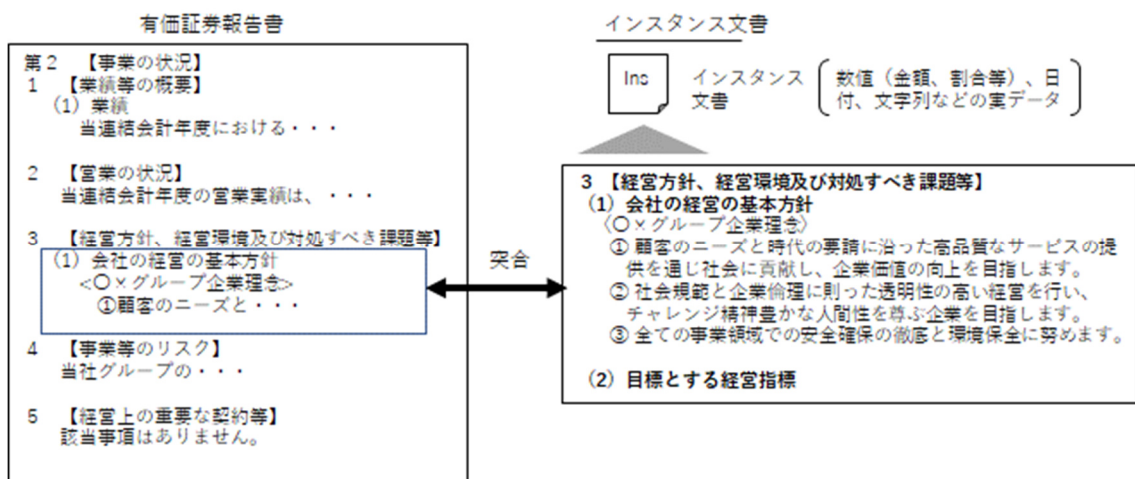 有価証券報告書
第2 【事業の状況】
1 【業績等の概要】
(1) 業績
当連結会計年度における・・・
2 【営業の状況】
当連結会計年度の営業実績は、・・・
3 【経営方針、経営環境及び対処すべき課題等】
(1) 会社の経営の基本方針
<〇×グループ企業理念>
①顧客のニーズと・・・
4 【事業等のリスク】
当社グループの・・・
5 【経営上の重要な契約等】
該当事項はありません。
突合
インスタンス文書
Ins
インスタンス
文書
数値（金額、割合等）、日
付、文字列などの実データ
3 【経営方針、経営環境及び対処すべき課題等】
(1) 会社の経営の基本方針
〈〇×グループ企業理念〉
① 顧客のニーズと時代の要請に沿った高品質なサービスの提
供を通じ社会に貢献し、企業価値の向上を目指します。
② 社会規範と企業倫理に則った透明性の高い経営を行い、
チャレンジ精神豊かな人間性を尊ぶ企業を目指します。
③ 全ての事業領域での安全確保の徹底と環境保全に努めます。
(2) 目標とする経営指標